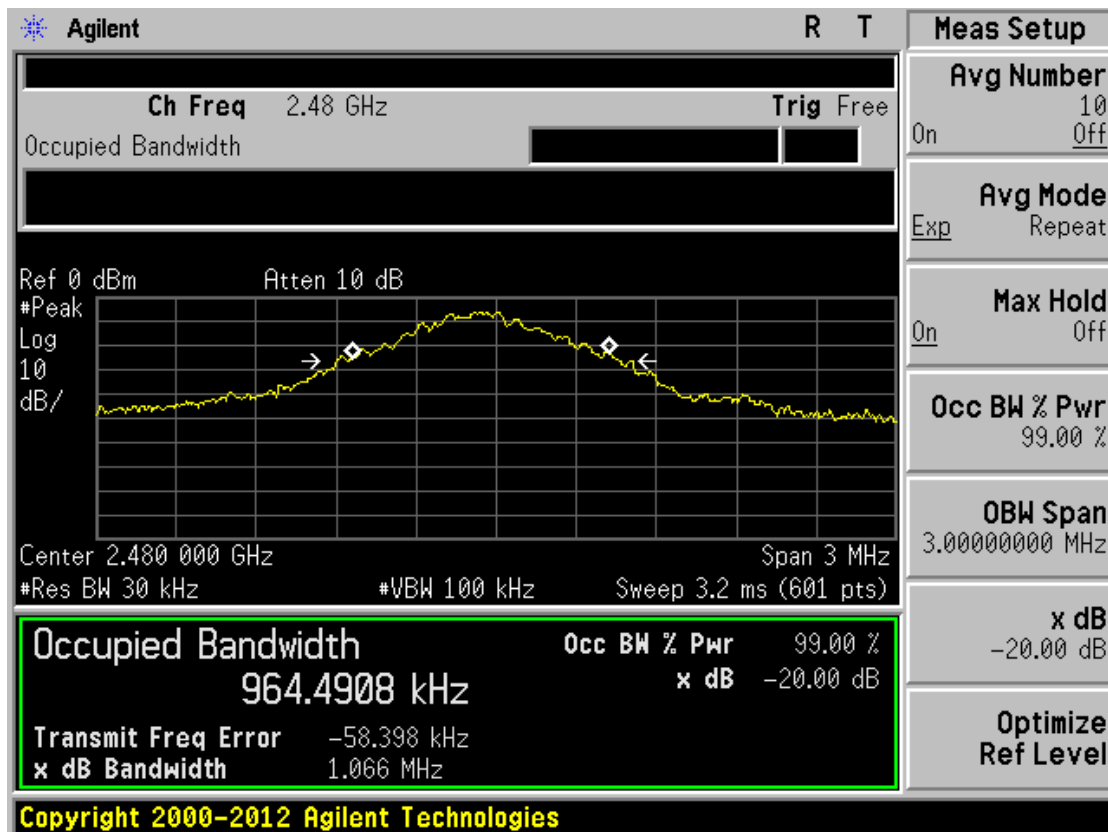 Agilent R T
Ch Freq 2.48 GHz Trig Free
Occupied Bandwidth
Ref 0 dBm Atten 10 dB
#Peak
Log
10
dB/
Center 2.480 000 GHz Span 3 MHz
#Res BW 30 kHz #VBW 100 kHz Sweep 3.2 ms (601 pts)
Occupied Bandwidth Occ BW % Pwr 99.00 %
964.4908 kHz x dB -20.00 dB
Transmit Freq Error -58.398 kHz
x dB Bandwidth 1.066 MHz
Copyright 2000-2012 Agilent Technologies
Meas Setup
Avg Number
10
On Off
Avg Mode
Exp Repeat
Max Hold
On Off
Occ BW % Pwr
99.00 %
OBW Span
3.00000000 MHz
x dB
-20.00 dB
Optimize
Ref Level